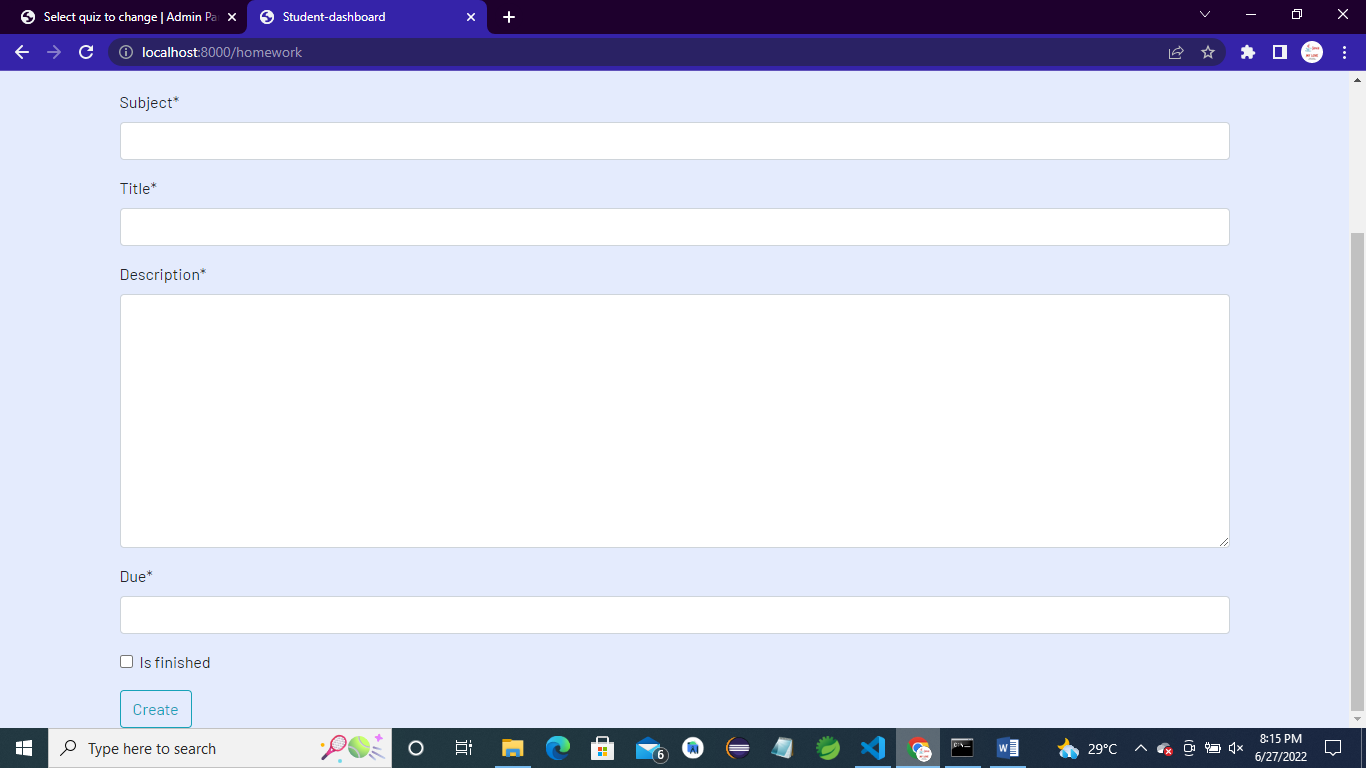 Select quiz to change | Admin Pa
Student-dashboard
localhost:8000/homework
Subject*
Title*
Description*
Due*
Is finished
Create
Type here to search
6
29°C
8:15 PM
6/27/2022